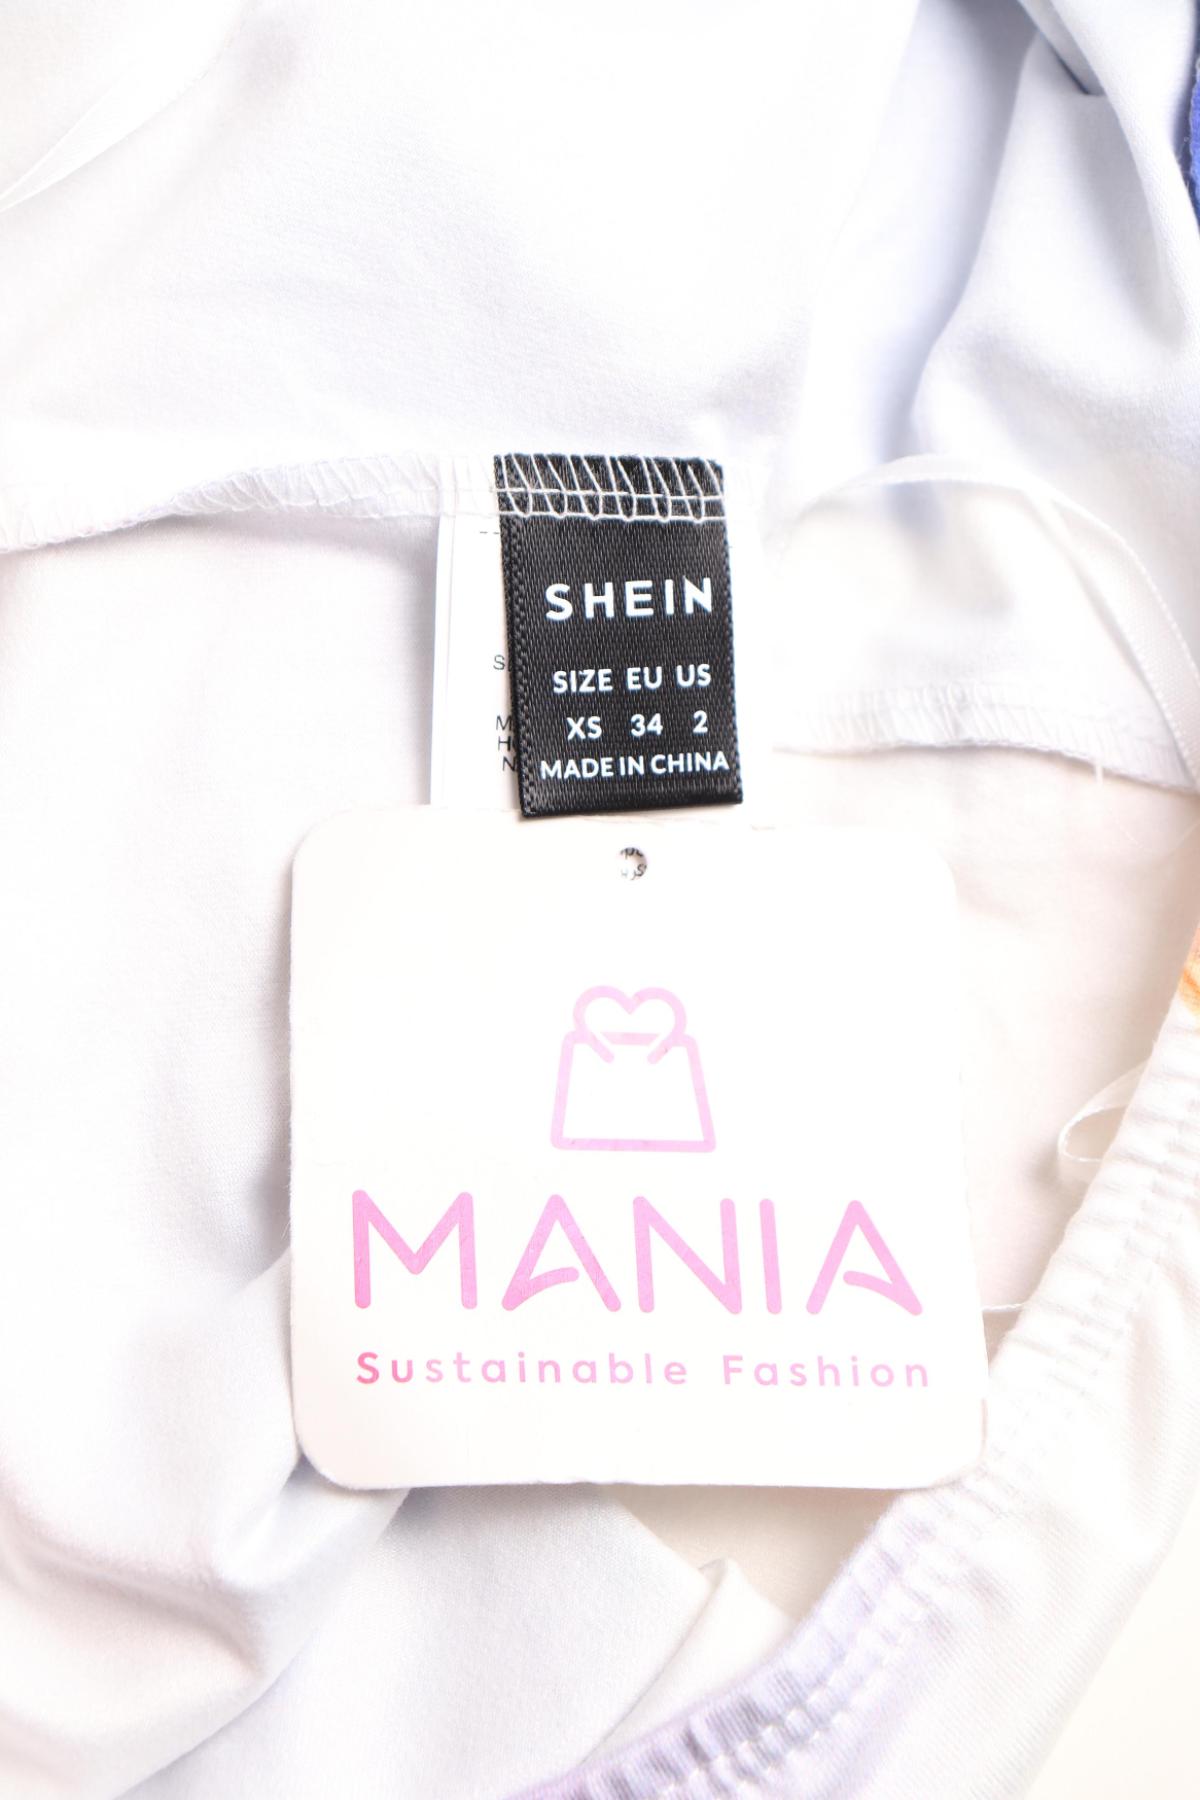 SHEIN
SIZE EU US
XS 34 2
MADE IN CHINA
MANIA
Sustainable Fashion